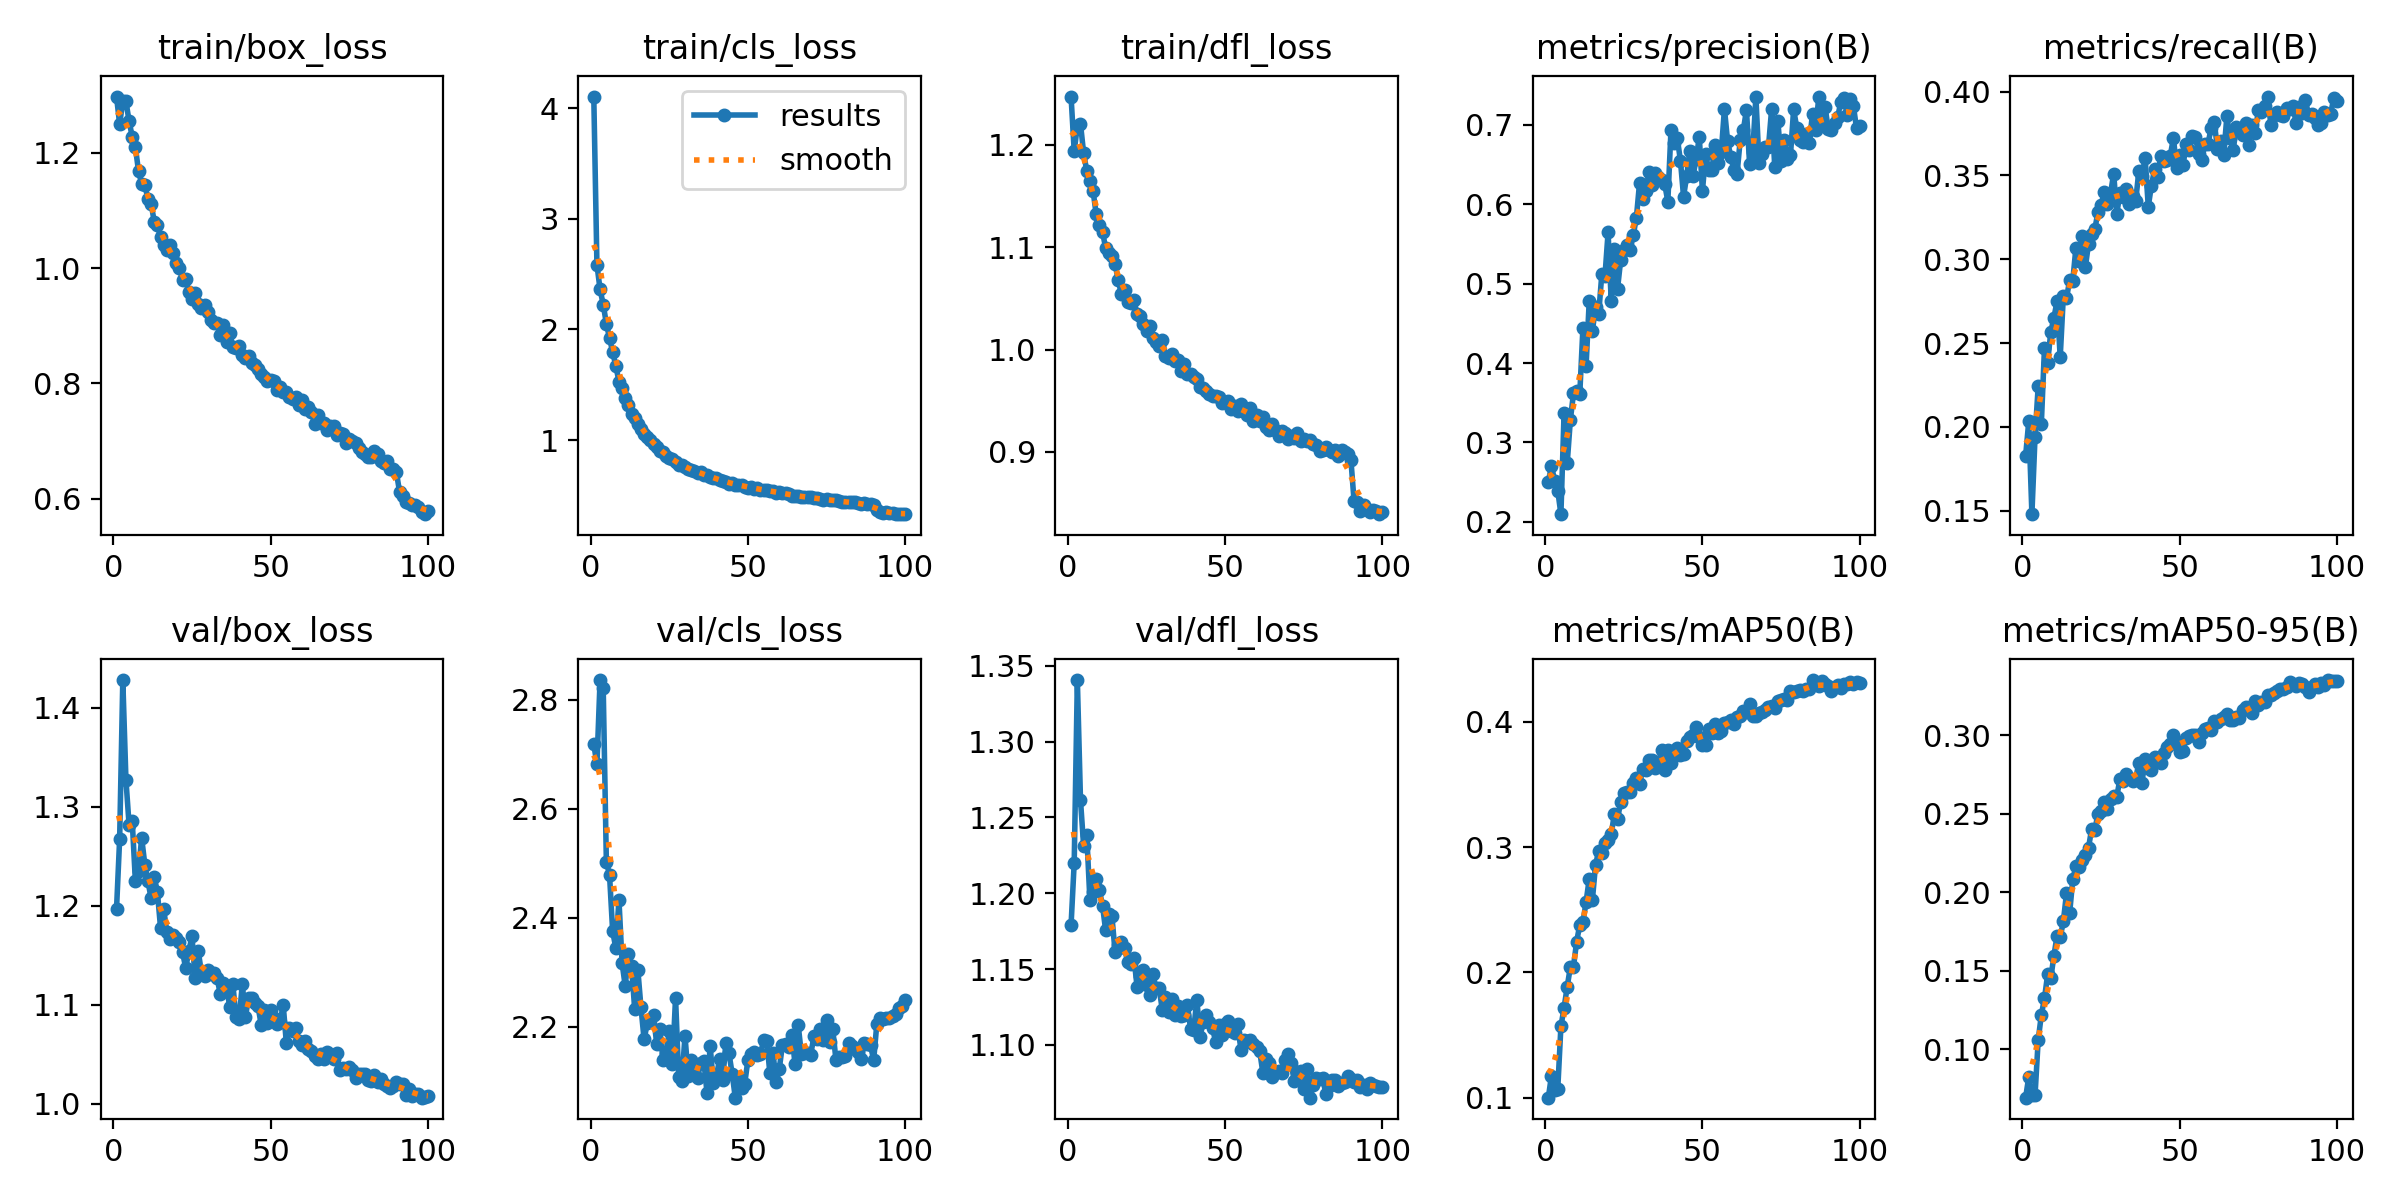 train/box_loss
1.2
1.0
0.8
0.6
0 50 100
train/cls_loss
results
smooth
4
3
2
1
0 50 100
train/dfl_loss
1.2
1.1
1.0
0.9
0 50 100
metrics/precision(B)
0.7
0.6
0.5
0.4
0.3
0.2
0 50 100
metrics/recall(B)
0.40
0.35
0.30
0.25
0.20
0.15
0 50 100
val/box_loss
1.4
1.3
1.2
1.1
1.0
0 50 100
val/cls_loss
2.8
2.6
2.4
2.2
0 50 100
val/dfl_loss
1.35
1.30
1.25
1.20
1.15
1.10
0 50 100
metrics/mAP50(B)
0.4
0.3
0.2
0.1
0 50 100
metrics/mAP50-95(B)
0.30
0.25
0.20
0.15
0.10
0 50 100